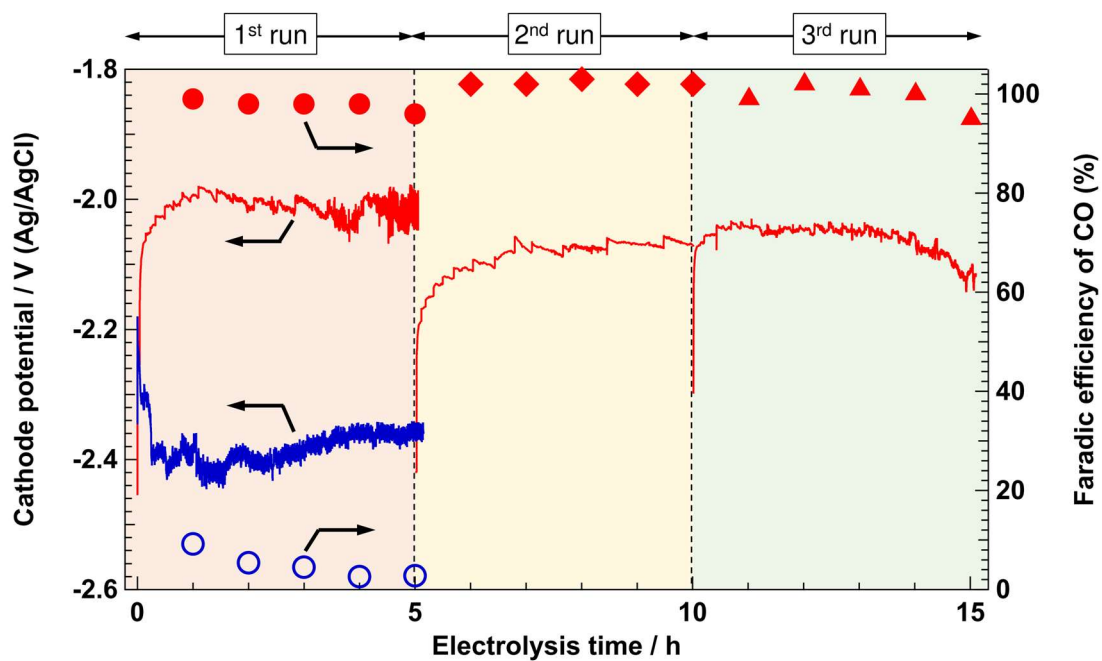 1st run
2nd run
3rd run
-1.8
-2.0
-2.2
-2.4
-2.6
Cathode potential / V (Ag/AgCl)
100
80
60
40
20
0
Faradic efficiency of CO (%)
0
5
10
15
Electrolysis time / h